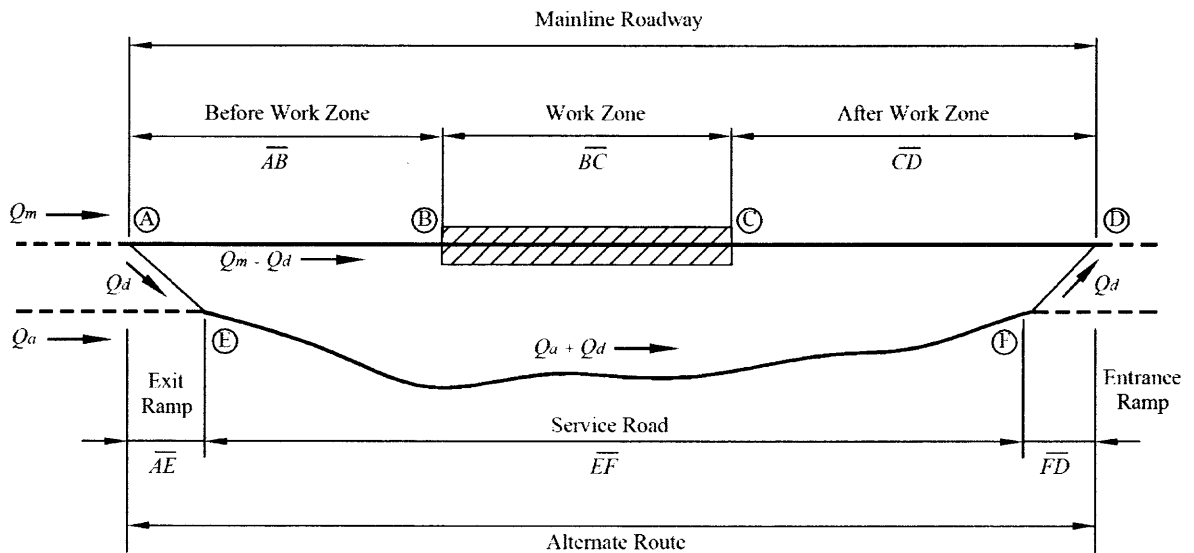 Mainline Roadway
Before Work Zone
Work Zone
After Work Zone
AB
BC
CD
Qm
A
B
C
D
Qm - Qd
Qd
Qd
Qa
E
Qa + Qd
F
Exit
Ramp
Service Road
Entrance
Ramp
AE
EF
FD
Alternate Route